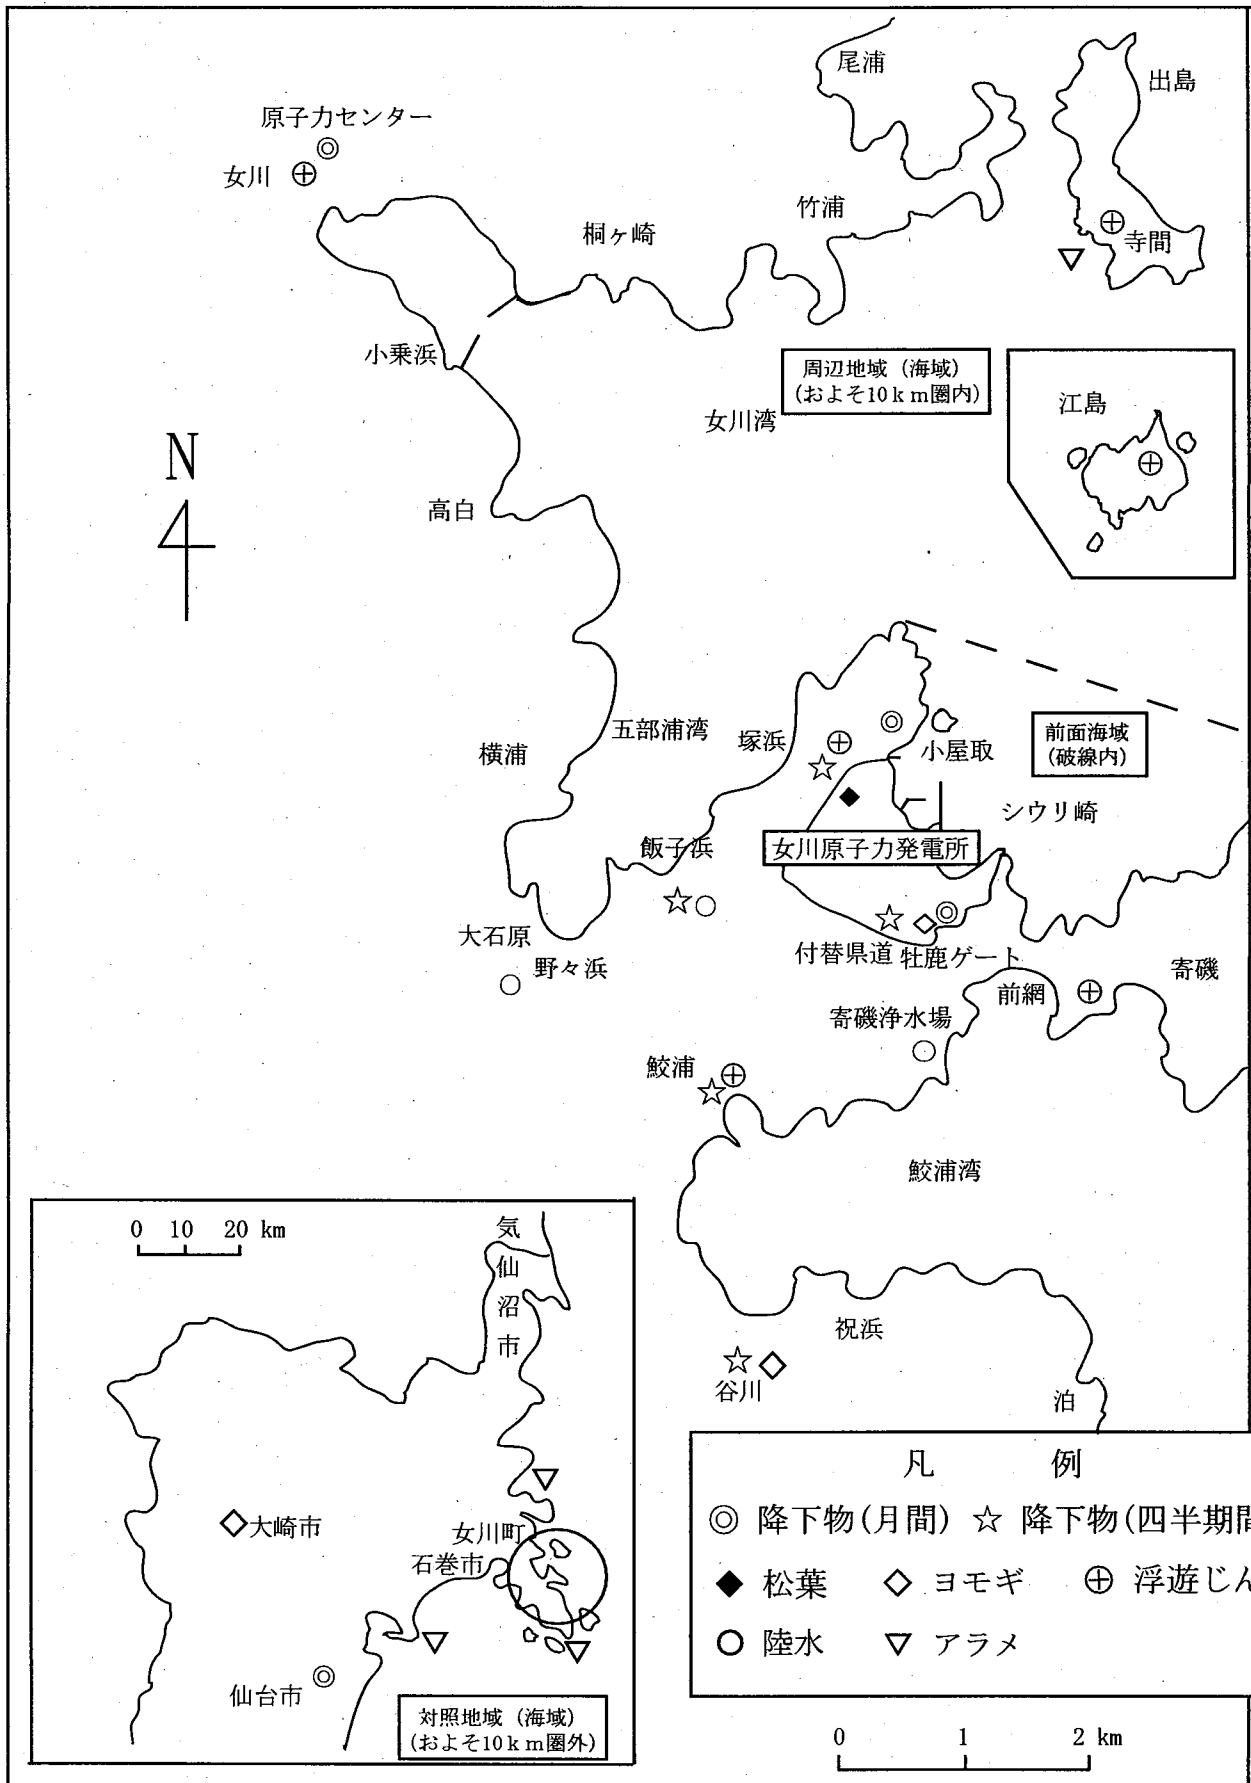 尾浦
出島
原子力センター
女川
竹浦
桐ヶ崎
寺間
小乗浜
周辺地域（海域）
(およそ10ｋｍ圏内)
江島
女川湾
N
高白
五部浦湾
塚浜
横浦
小屋取
前面海域
(破線内)
シウリ崎
飯子浜
女川原子力発電所
大石原
野々浜
付替県道
牡鹿ゲート
寄磯
前網
寄磯浄水場
鮫浦
鮫浦湾
0 10 20 km
気仙沼市
祝浜
谷川
泊
大崎市
女川町
石巻市
仙台市
対照地域（海域）
(およそ10ｋｍ圏外)
凡 例
◎ 降下物(月間) ☆ 降下物(四半期間
◆ 松葉 ◇ ヨモギ ⊕ 浮遊じん
○ 陸水 ▽ アラメ
0 1 2 km